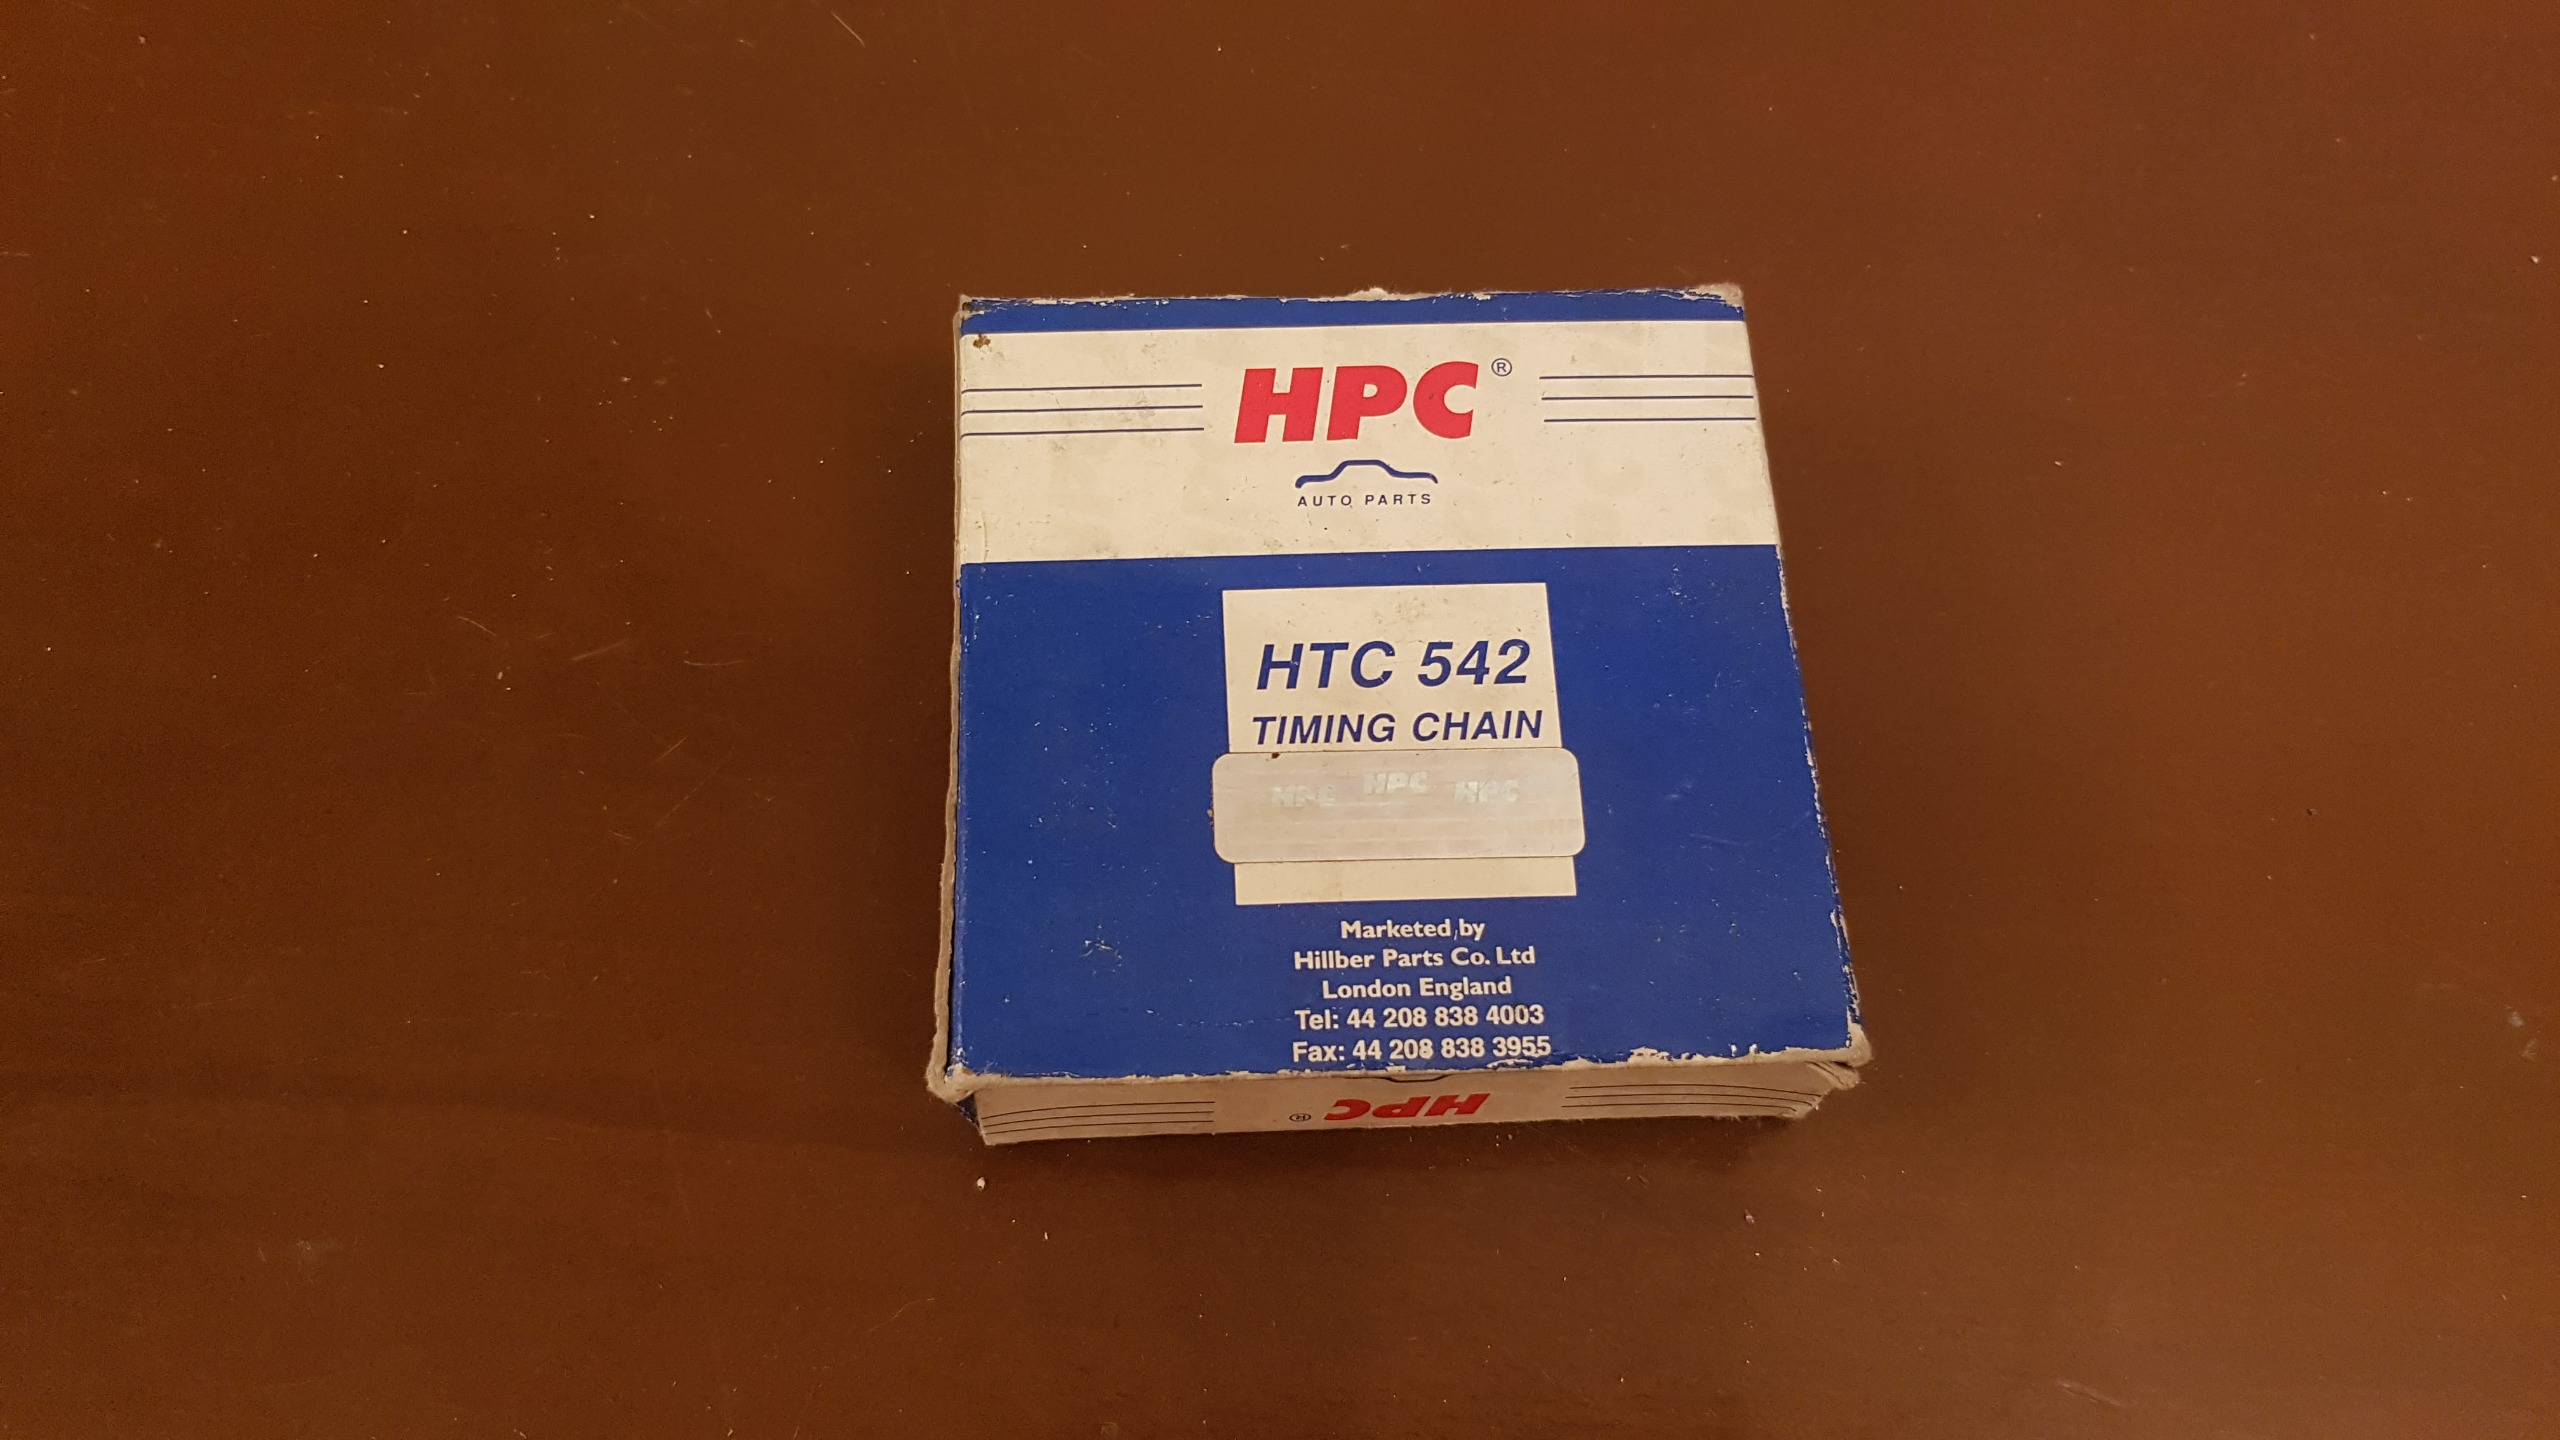 HPC®
AUTO PARTS
HTC 542
TIMING CHAIN
HPC HPC HPC
Marketed by
Hillber Parts Co. Ltd
London England
Tel: 44 208 838 4003
Fax: 44 208 838 3955
HPC®